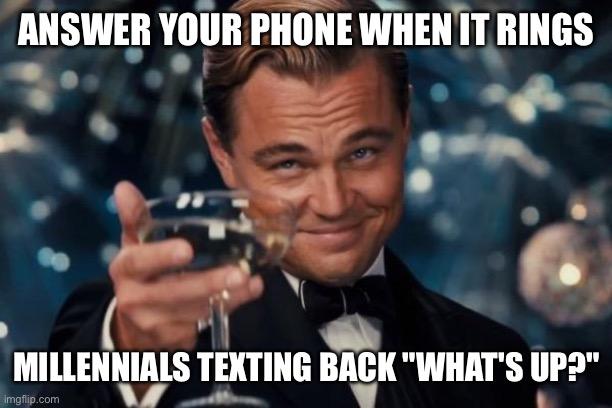 ANSWER YOUR PHONE WHEN IT RINGS
MILLENNIALS TEXTING BACK "WHAT'S UP?"
imgflip.com